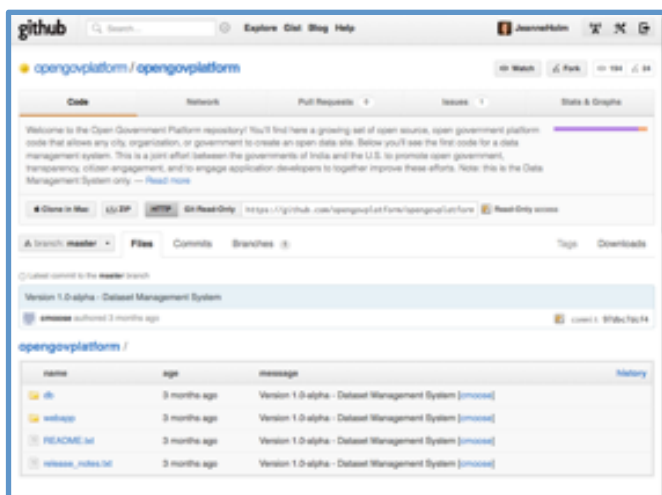 github Search... Explore Gist Blog Help JeanneHolm
opengovplatform / opengovplatform Watch Fork 194 34
Code Network Pull Requests 0 Issues 1 Stats & Graphs
Welcome to the Open Government Platform repository! You'll find here a growing set of open source, open government platform
code that allows any city, organization, or government to create an open data site. Below you'll see the first code for a data
management system. This is a joint effort between the governments of India and the U.S. to promote open government,
transparency, citizen engagement, and to engage application developers to together improve these efforts. Note: this is the Data
Management System only. — Read more
Clone in Mac ZIP HTTP Git Read-Only https://github.com/opengovplatform/opengovplatform Read-Only access
branch: master Files Commits Branches Tags Downloads
Latest commit to the master branch
Version 1.0-alpha - Dataset Management System
cmoose authored 3 months ago commit
opengovplatform /
name age message history
db 3 months ago Version 1.0-alpha - Dataset Management System [cmoose]
webapp 3 months ago Version 1.0-alpha - Dataset Management System [cmoose]
README.txt 3 months ago Version 1.0-alpha - Dataset Management System [cmoose]
release_notes.txt 3 months ago Version 1.0-alpha - Dataset Management System [cmoose]